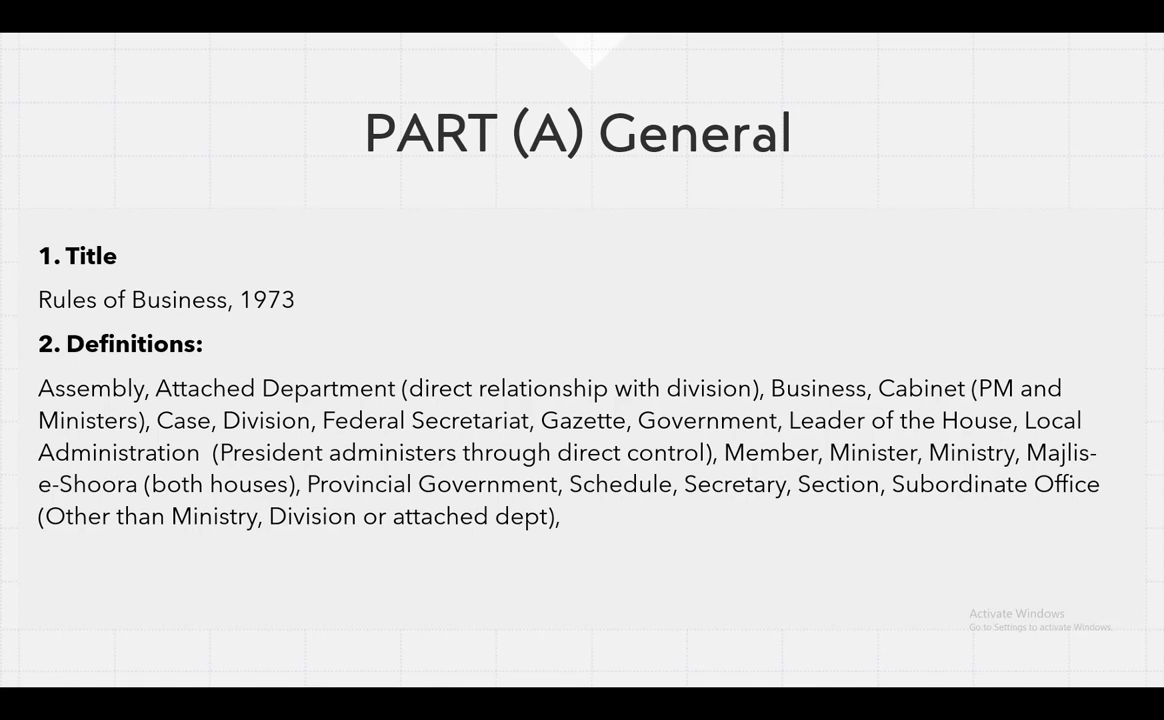 PART (A) General
1. Title
Rules of Business, 1973
2. Definitions:
Assembly, Attached Department (direct relationship with division), Business, Cabinet (PM and
Ministers), Case, Division, Federal Secretariat, Gazette, Government, Leader of the House, Local
Administration  (President administers through direct control), Member, Minister, Ministry, Majlis-
e-Shoora (both houses), Provincial Government, Schedule, Secretary, Section, Subordinate Office
(Other than Ministry, Division or attached dept),
Activate Windows
Go to Settings to activate Windows.